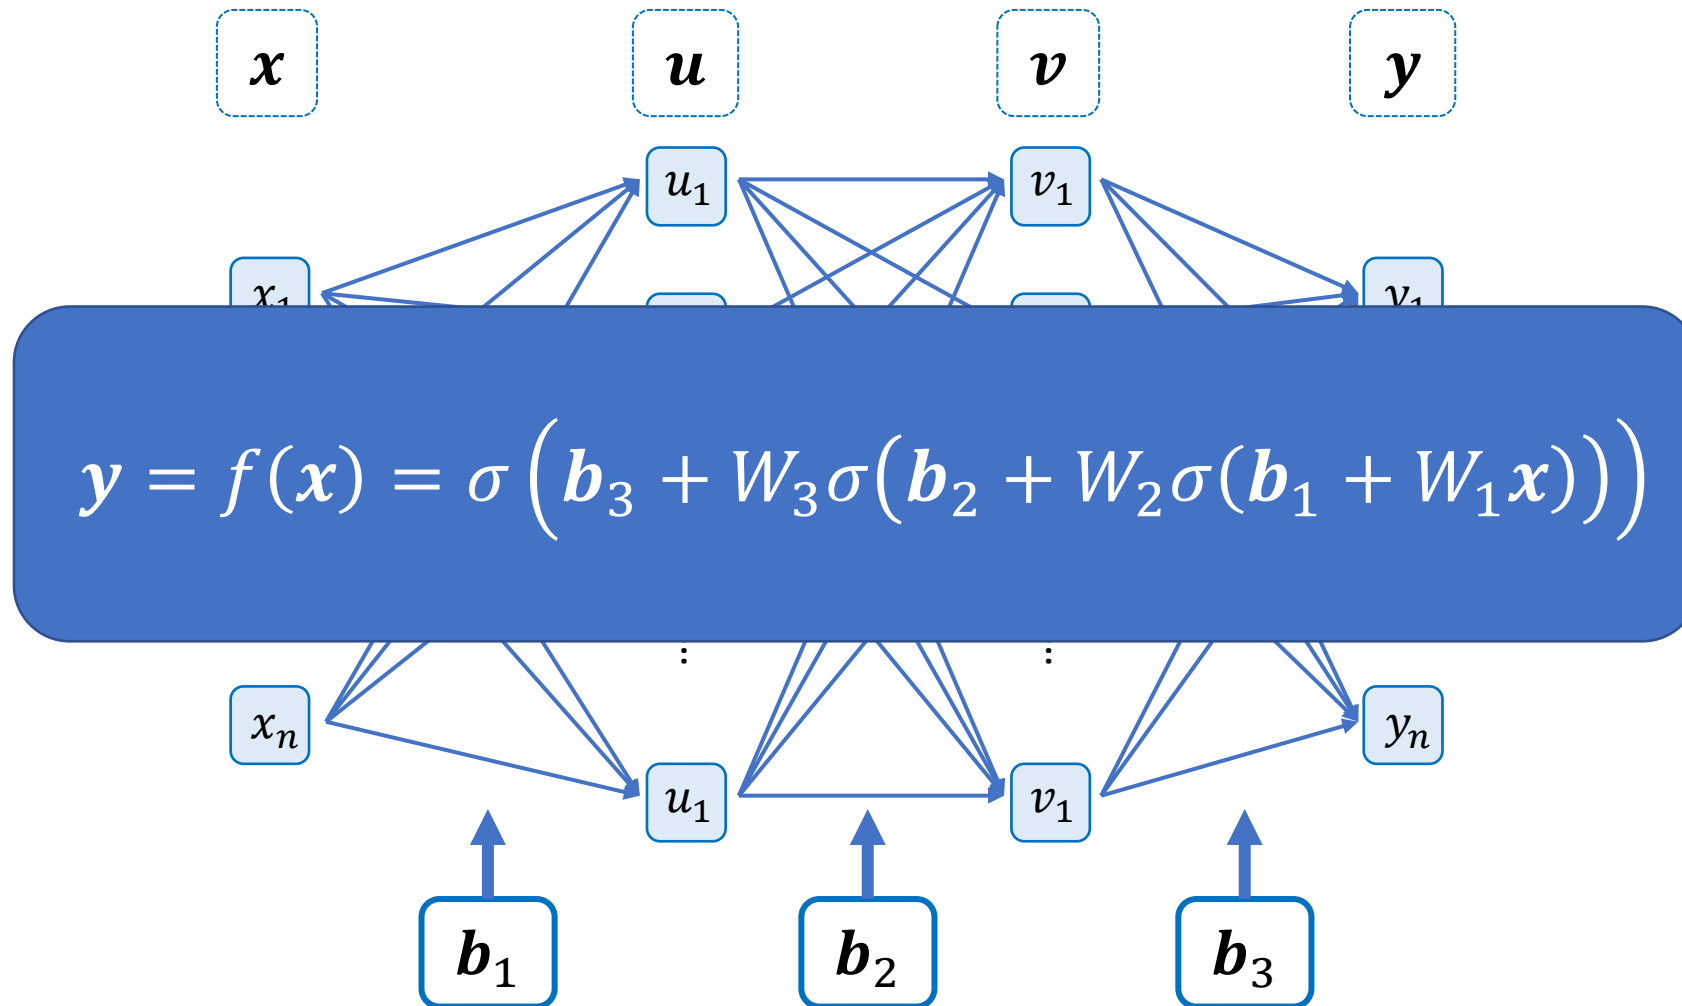 x u v y
u₁ v₁
x₁ y₁
y = f(x) = σ(b₃ + W₃σ(b₂ + W₂σ(b₁ + W₁x)))
⋮ ⋮
xₙ yₙ
u₁ v₁
b₁ b₂ b₃